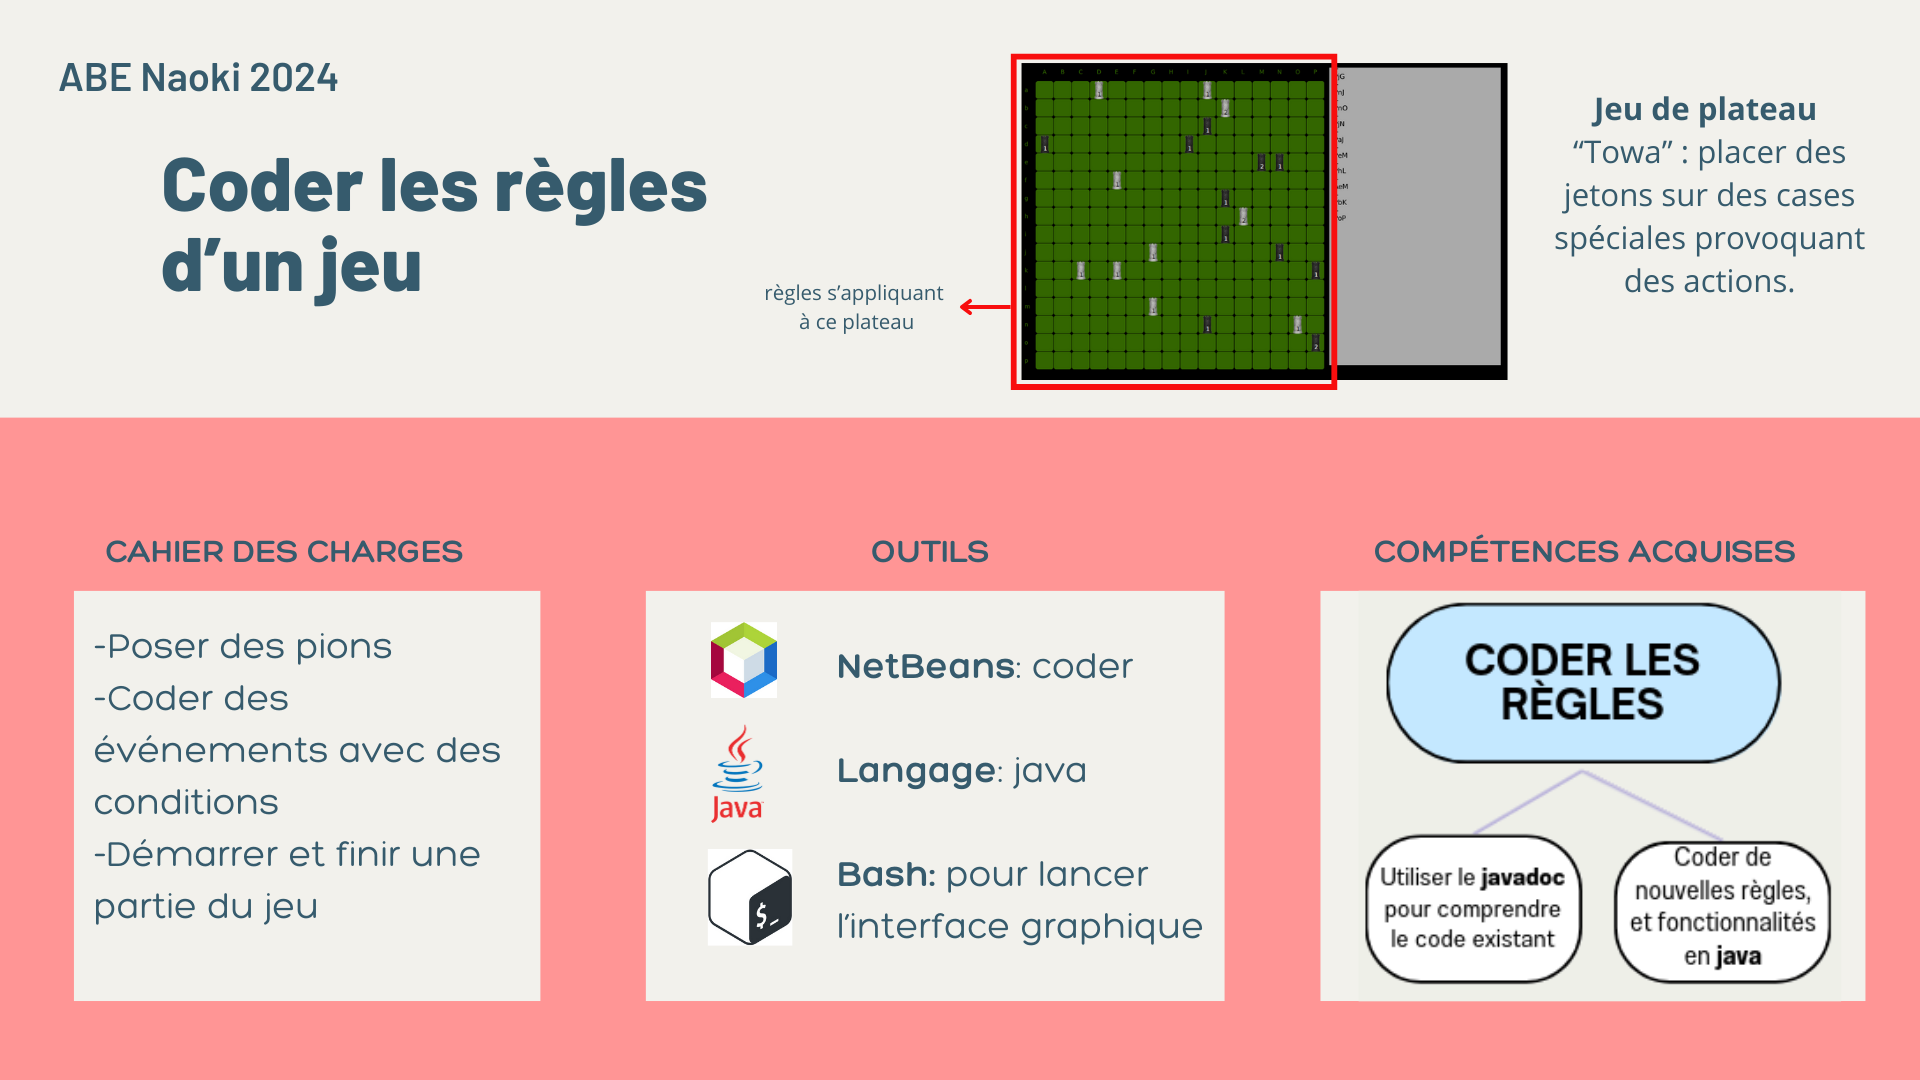 ABE Naoki 2024
Coder les règles
d’un jeu
règles s’appliquant
à ce plateau
A B C D E F G H I J K L M N O P
Jeu de plateau
“Towa” : placer des
jetons sur des cases
spéciales provoquant
des actions.
CAHIER DES CHARGES
-Poser des pions
-Coder des
événements avec des
conditions
-Démarrer et finir une
partie du jeu
OUTILS
NetBeans: coder
Java
Langage: java
$_
Bash: pour lancer
l’interface graphique
COMPÉTENCES ACQUISES
CODER LES
RÈGLES
Utiliser le javadoc
pour comprendre
le code existant
Coder de
nouvelles règles,
et fonctionnalités
en java